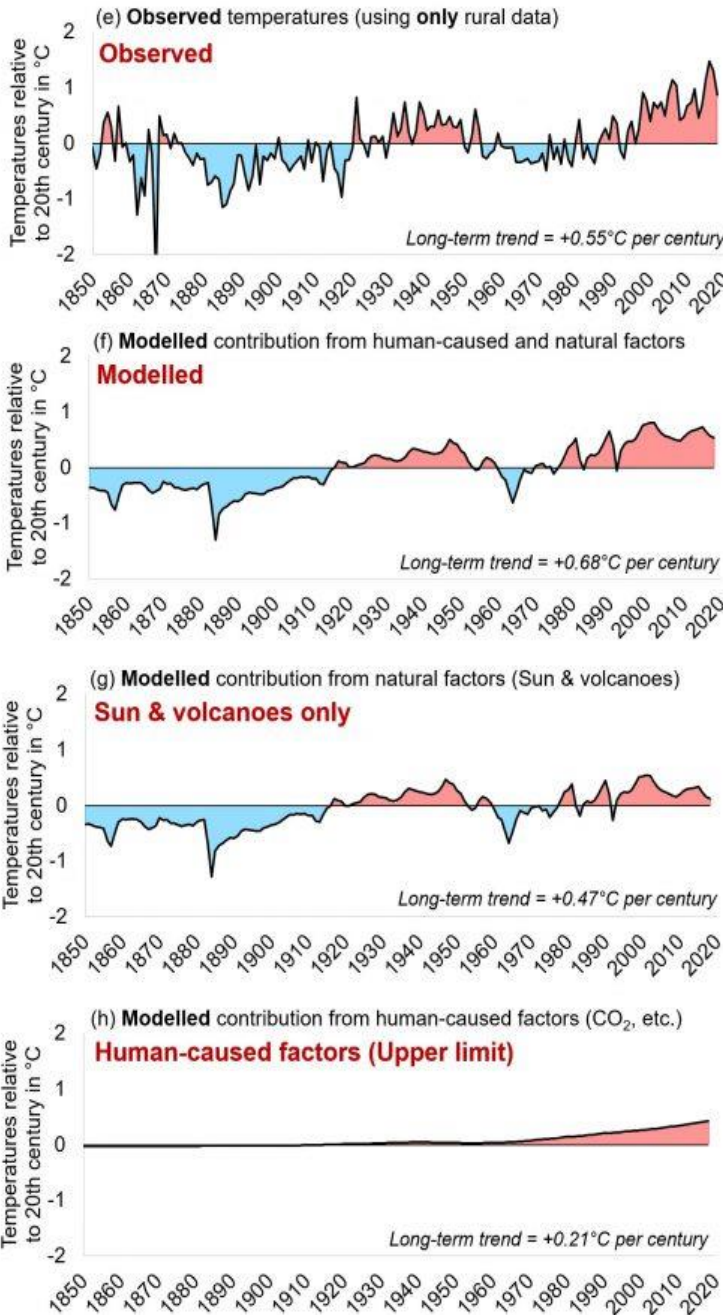 (e) Observed temperatures (using only rural data)
Observed
Temperatures relative
to 20th century in °C
2
1
0
-1
-2
Long-term trend = +0.55°C per century
1850 1860 1870 1880 1890 1900 1910 1920 1930 1940 1950 1960 1970 1980 1990 2000 2010 2020
(f) Modelled contribution from human-caused and natural factors
Modelled
Temperatures relative
to 20th century in °C
2
1
0
-1
-2
Long-term trend = +0.68°C per century
1850 1860 1870 1880 1890 1900 1910 1920 1930 1940 1950 1960 1970 1980 1990 2000 2010 2020
(g) Modelled contribution from natural factors (Sun & volcanoes)
Sun & volcanoes only
Temperatures relative
to 20th century in °C
2
1
0
-1
-2
Long-term trend = +0.47°C per century
1850 1860 1870 1880 1890 1900 1910 1920 1930 1940 1950 1960 1970 1980 1990 2000 2010 2020
(h) Modelled contribution from human-caused factors (CO₂, etc.)
Human-caused factors (Upper limit)
Temperatures relative
to 20th century in °C
2
1
0
-1
-2
Long-term trend = +0.21°C per century
1850 1860 1870 1880 1890 1900 1910 1920 1930 1940 1950 1960 1970 1980 1990 2000 2010 2020